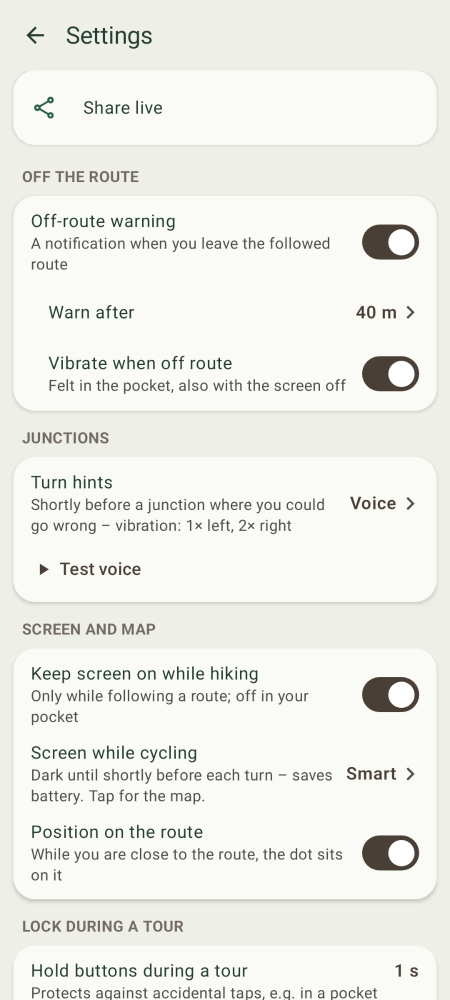 Settings
Share live
OFF THE ROUTE
Off-route warning
A notification when you leave the followed
route
Warn after
40 m
Vibrate when off route
Felt in the pocket, also with the screen off
JUNCTIONS
Turn hints
Shortly before a junction where you could
go wrong – vibration: 1× left, 2× right
Voice
Test voice
SCREEN AND MAP
Keep screen on while hiking
Only while following a route; off in your
pocket
Screen while cycling
Dark until shortly before each turn – saves
battery. Tap for the map.
Smart
Position on the route
While you are close to the route, the dot sits
on it
LOCK DURING A TOUR
Hold buttons during a tour
1 s
Protects against accidental taps, e.g. in a pocket